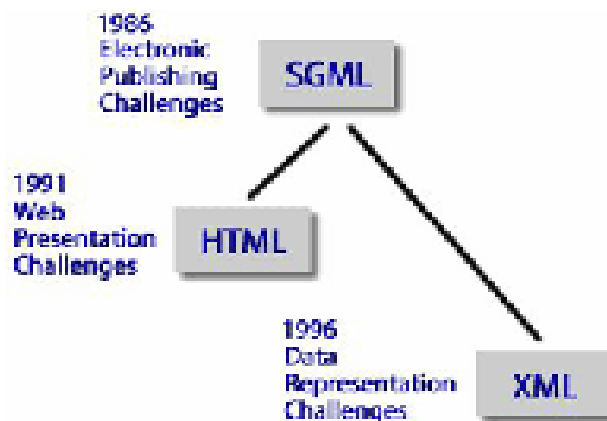 1986
Electronic
Publishing
Challenges
SGML
1991
Web
Presentation
Challenges
HTML
1996
Data
Representation
Challenges
XML